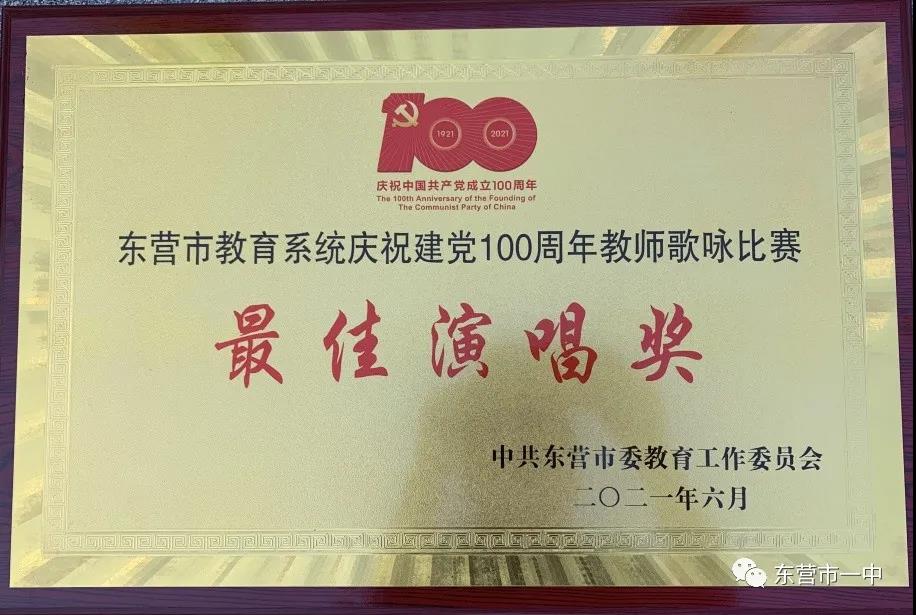 1921 2021
庆祝中国共产党成立100周年
The 100th Anniversary of the Founding of
The Communist Party of China
东营市教育系统庆祝建党100周年教师歌咏比赛
最佳演唱奖
中共东营市委教育工作委员会
二〇二一年六月
东营市一中